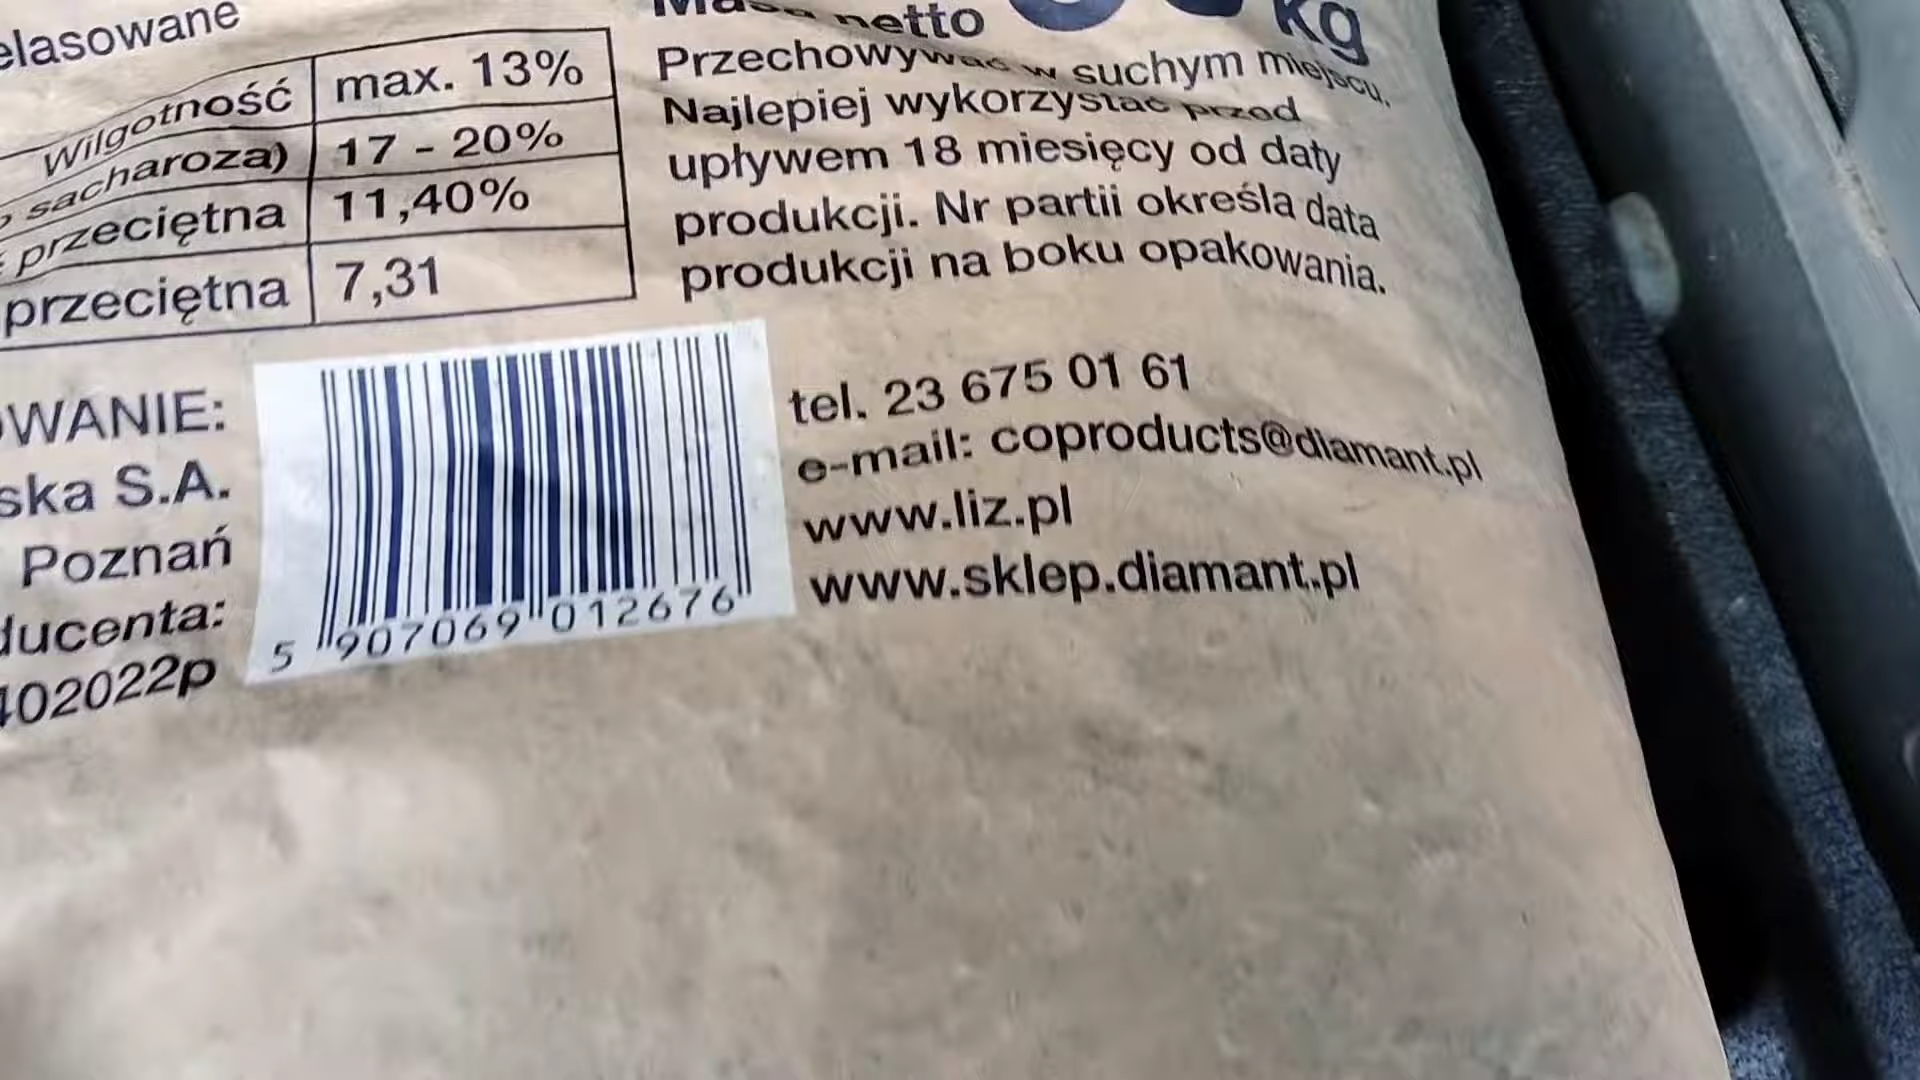 elasowane
Masa netto kg
Wilgotność max. 13%
sacharoza) 17 - 20%
przeciętna 11,40%
przeciętna 7,31
Przechowywać w suchym miejscu.
Najlepiej wykorzystać przed
upływem 18 miesięcy od daty
produkcji. Nr partii określa data
produkcji na boku opakowania.
OWANIE:
ska S.A.
Poznań
ducenta:
402022p
5 907069 012676
tel. 23 675 01 61
e-mail: coproducts@diamant.pl
www.liz.pl
www.sklep.diamant.pl